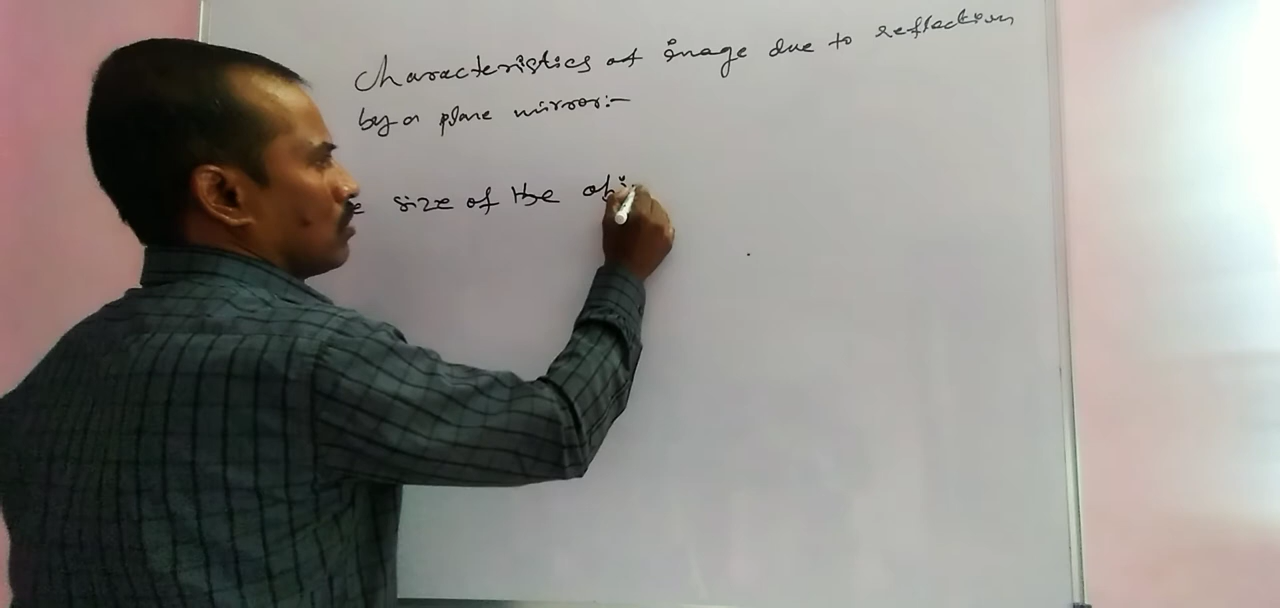 Characteristics of image due to reflection
by a plane mirror:-
size of the